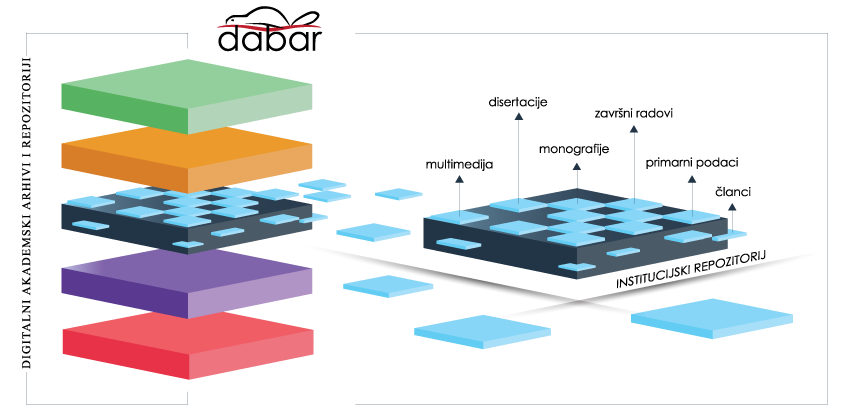 dabar
DIGITALNI AKADEMSKI ARHIVI I REPOZITORIJI
disertacije
završni radovi
monografije
multimedija
primarni podaci
članci
INSTITUCIJSKI REPOZITORIJ